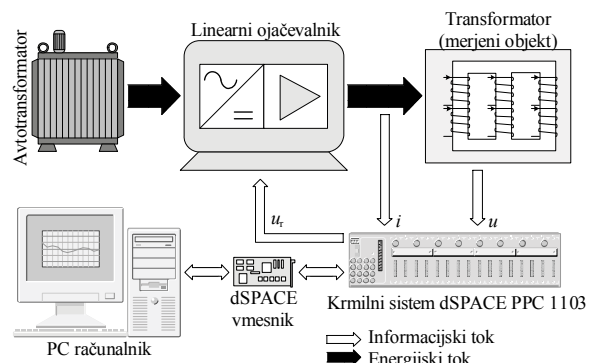 Avtotransformator
Linearni ojačevalnik
Transformator
(merjeni objekt)
uᵣ
i
u
dSPACE
vmesnik
Krmilni sistem dSPACE PPC 1103
PC računalnik
Informacijski tok
Energijski tok